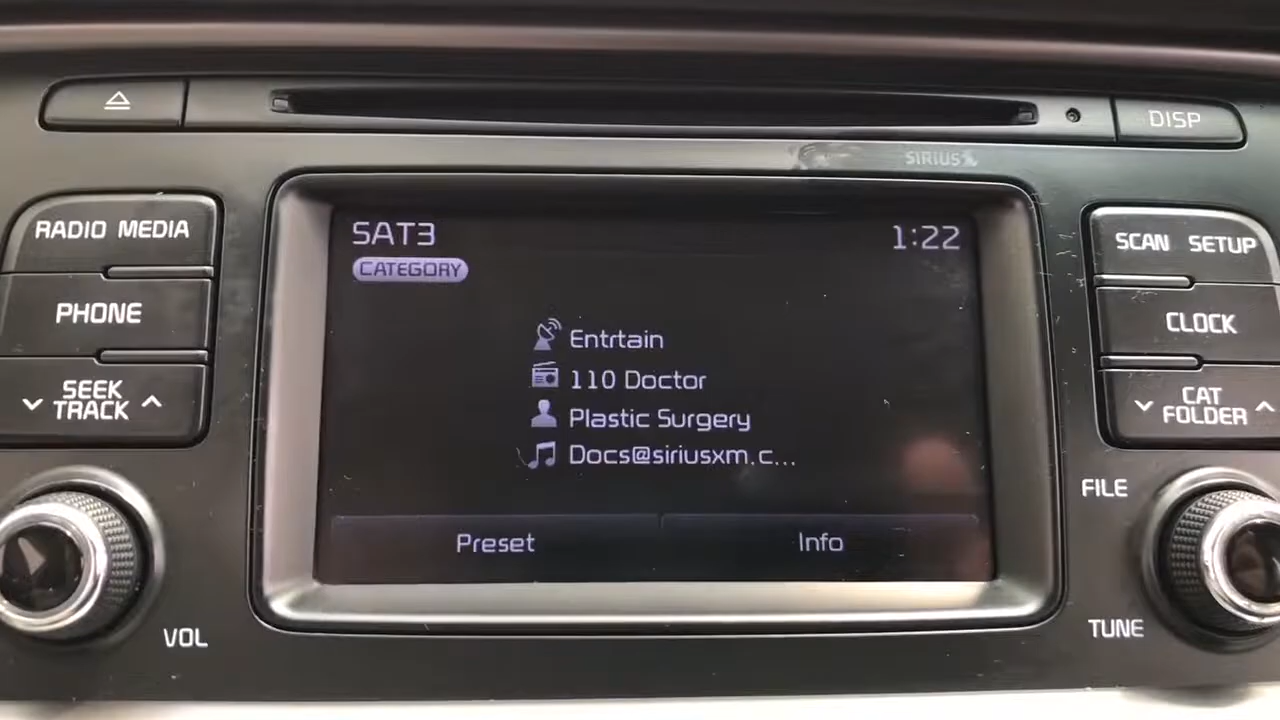 DISP
SIRIUS
RADIO MEDIA
SAT3
1:22
SCAN SETUP
CATEGORY
PHONE
Entrtain
CLOCK
110 Doctor
SEEK
TRACK
Plastic Surgery
CAT
FOLDER
Docs@siriusxm.c...
FILE
Preset
Info
VOL
TUNE